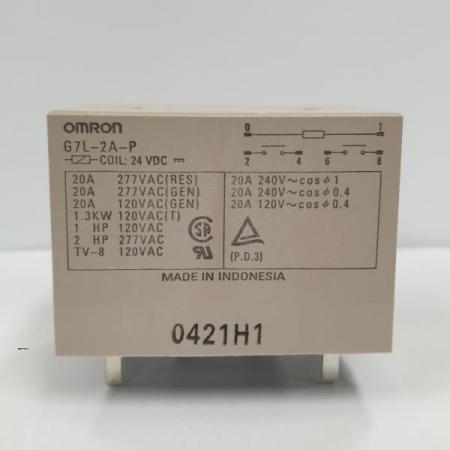 OMRON
G7L-2A-P
COIL: 24 VDC ⎓
0 1
2 4 6 8
20A 277VAC(RES)
20A 277VAC(GEN)
20A 120VAC(GEN)
1.3KW 120VAC(T)
1 HP 120VAC
2 HP 277VAC
TV-8 120VAC
20A 240V~cosφ1
20A 240V~cosφ0.4
20A 120V~cosφ0.4
(P.D.3)
MADE IN INDONESIA
0421H1